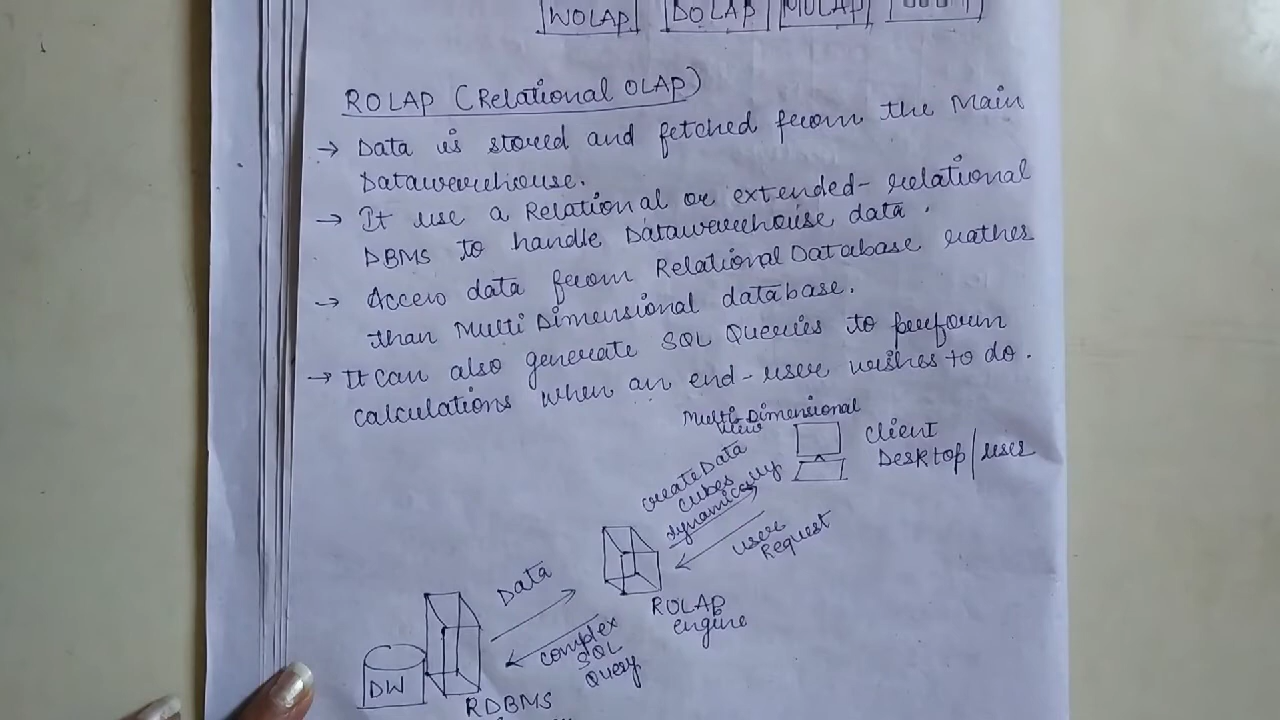 WOLAP DOLAP MOLAP
ROLAP (Relational OLAP)
→ Data is stored and fetched from the Main
Datawarehouse.
→ It use a Relational or extended-relational
DBMS to handle Datawarehouse data.
→ Access data from Relational Database rather
than Multi Dimensional database.
→ It can also generate SQL Queries to perform
calculations when an end-user wishes to do.
Multi Dimensional
view
Client
Desktop/user
create Data
cubes
dynamically
user
Request
ROLAP
engine
Data
complex
SQL
Query
DW
RDBMS